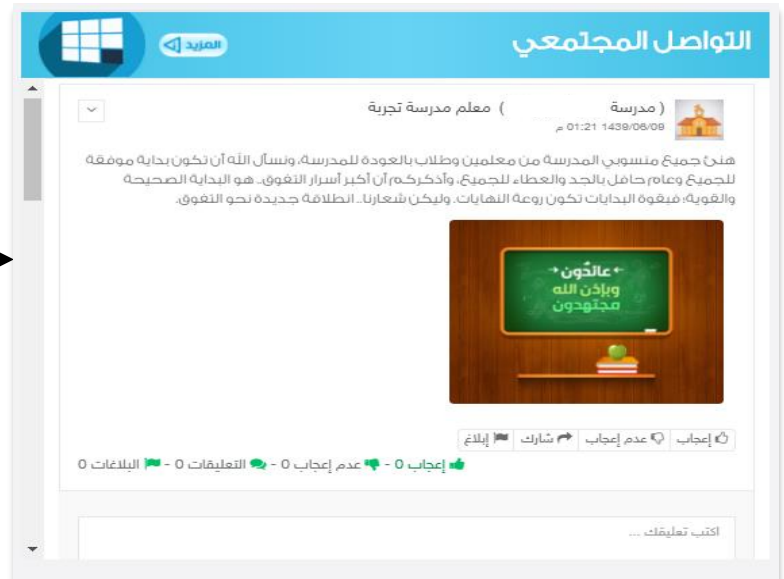 التواصل المجتمعي
المزيد
( مدرسة ) معلم مدرسة تجربة
1439/06/09 01:21 م
هنئ جميع منسوبي المدرسة من معلمين وطلاب بالعودة للمدرسة، ونسأل الله أن تكون بداية موفقة
للجميع وعام حافل بالجد والعطاء للجميع، وأذكركم أن أكبر أسرار التفوق.. هو البداية الصحيحة
والقوية؛ فبقوة البدايات تكون روعة النهايات. وليكن شعارنا.. انطلاقة جديدة نحو التفوق.
عائدون
وبإذن الله
مجتهدون
إعجاب عدم إعجاب شارك إبلاغ
إعجاب 0 - عدم إعجاب 0 - التعليقات 0 - البلاغات 0
اكتب تعليقك ...